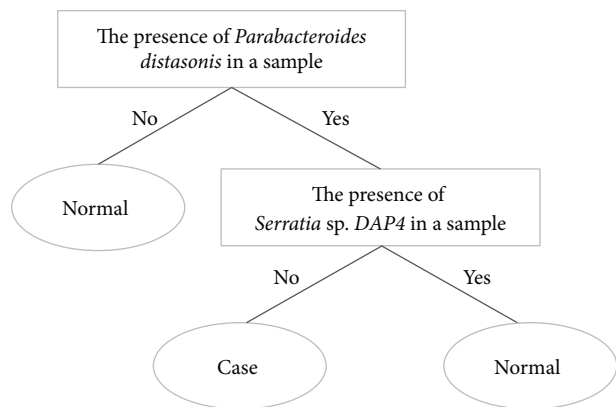 The presence of Parabacteroides
distasonis in a sample
No
Yes
Normal
The presence of
Serratia sp. DAP4 in a sample
No
Yes
Case
Normal